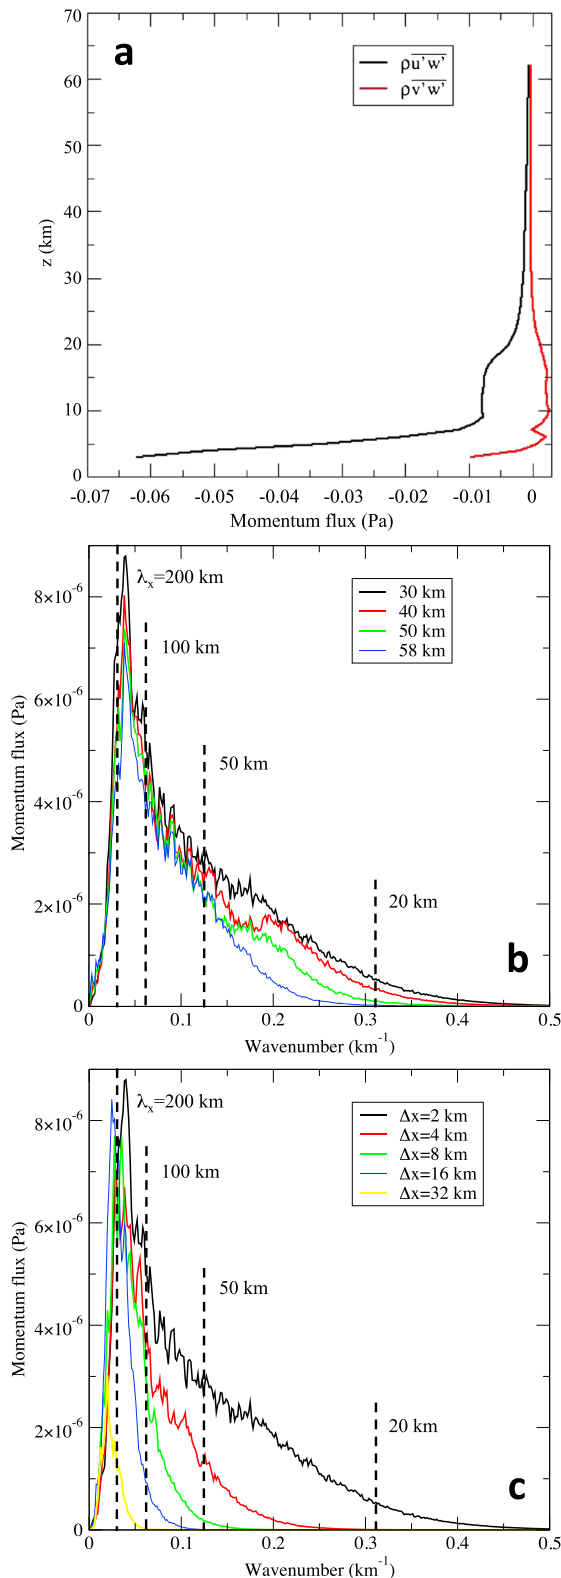 a
ρu'w'
ρv'w'
70
60
50
40
30
20
10
0
z (km)
-0.07 -0.06 -0.05 -0.04 -0.03 -0.02 -0.01 0
Momentum flux (Pa)
λx=200 km
100 km
50 km
20 km
30 km
40 km
50 km
58 km
8×10-6
6×10-6
4×10-6
2×10-6
0
Momentum flux (Pa)
b
0 0.1 0.2 0.3 0.4 0.5
Wavenumber (km-1)
λx=200 km
100 km
50 km
20 km
Δx=2 km
Δx=4 km
Δx=8 km
Δx=16 km
Δx=32 km
8×10-6
6×10-6
4×10-6
2×10-6
0
Momentum flux (Pa)
c
0 0.1 0.2 0.3 0.4 0.5
Wavenumber (km-1)